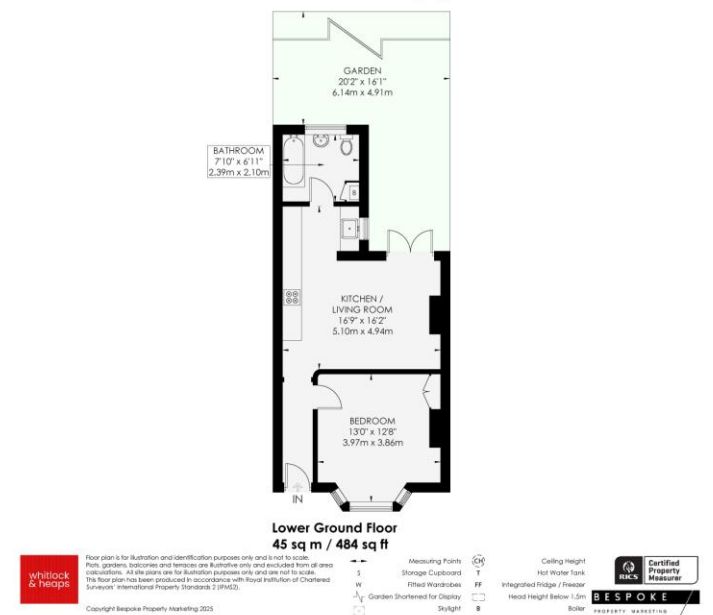 GARDEN
20'2" x 16'1"
6.14m x 4.91m
BATHROOM
7'10" x 6'11"
2.39m x 2.10m
B
KITCHEN /
LIVING ROOM
16'9" x 16'2"
5.10m x 4.94m
BEDROOM
13'0" x 12'8"
3.97m x 3.86m
IN
Lower Ground Floor
45 sq m / 484 sq ft
whitlock
& heaps
Floor plan is for illustration and identification purposes only and is not to scale.
Plots, gardens, balconies and terraces are illustrative only and excluded from all area
calculations. All site plans are for illustration purposes only and are not to scale.
This floor plan has been produced in accordance with Royal Institution of Chartered
Surveyors' International Property Standards 2 (IPMS2).
Copyright Bespoke Property Marketing 2025
Measuring Points
S Storage Cupboard
W Fitted Wardrobes
Garden Shortened for Display
Skylight
CH Ceiling Height
T Hot Water Tank
FF Integrated Fridge / Freezer
Head Height Below 1.5m
B Boiler
RICS
Certified
Property
Measurer
BESPOKE
PROPERTY MARKETING